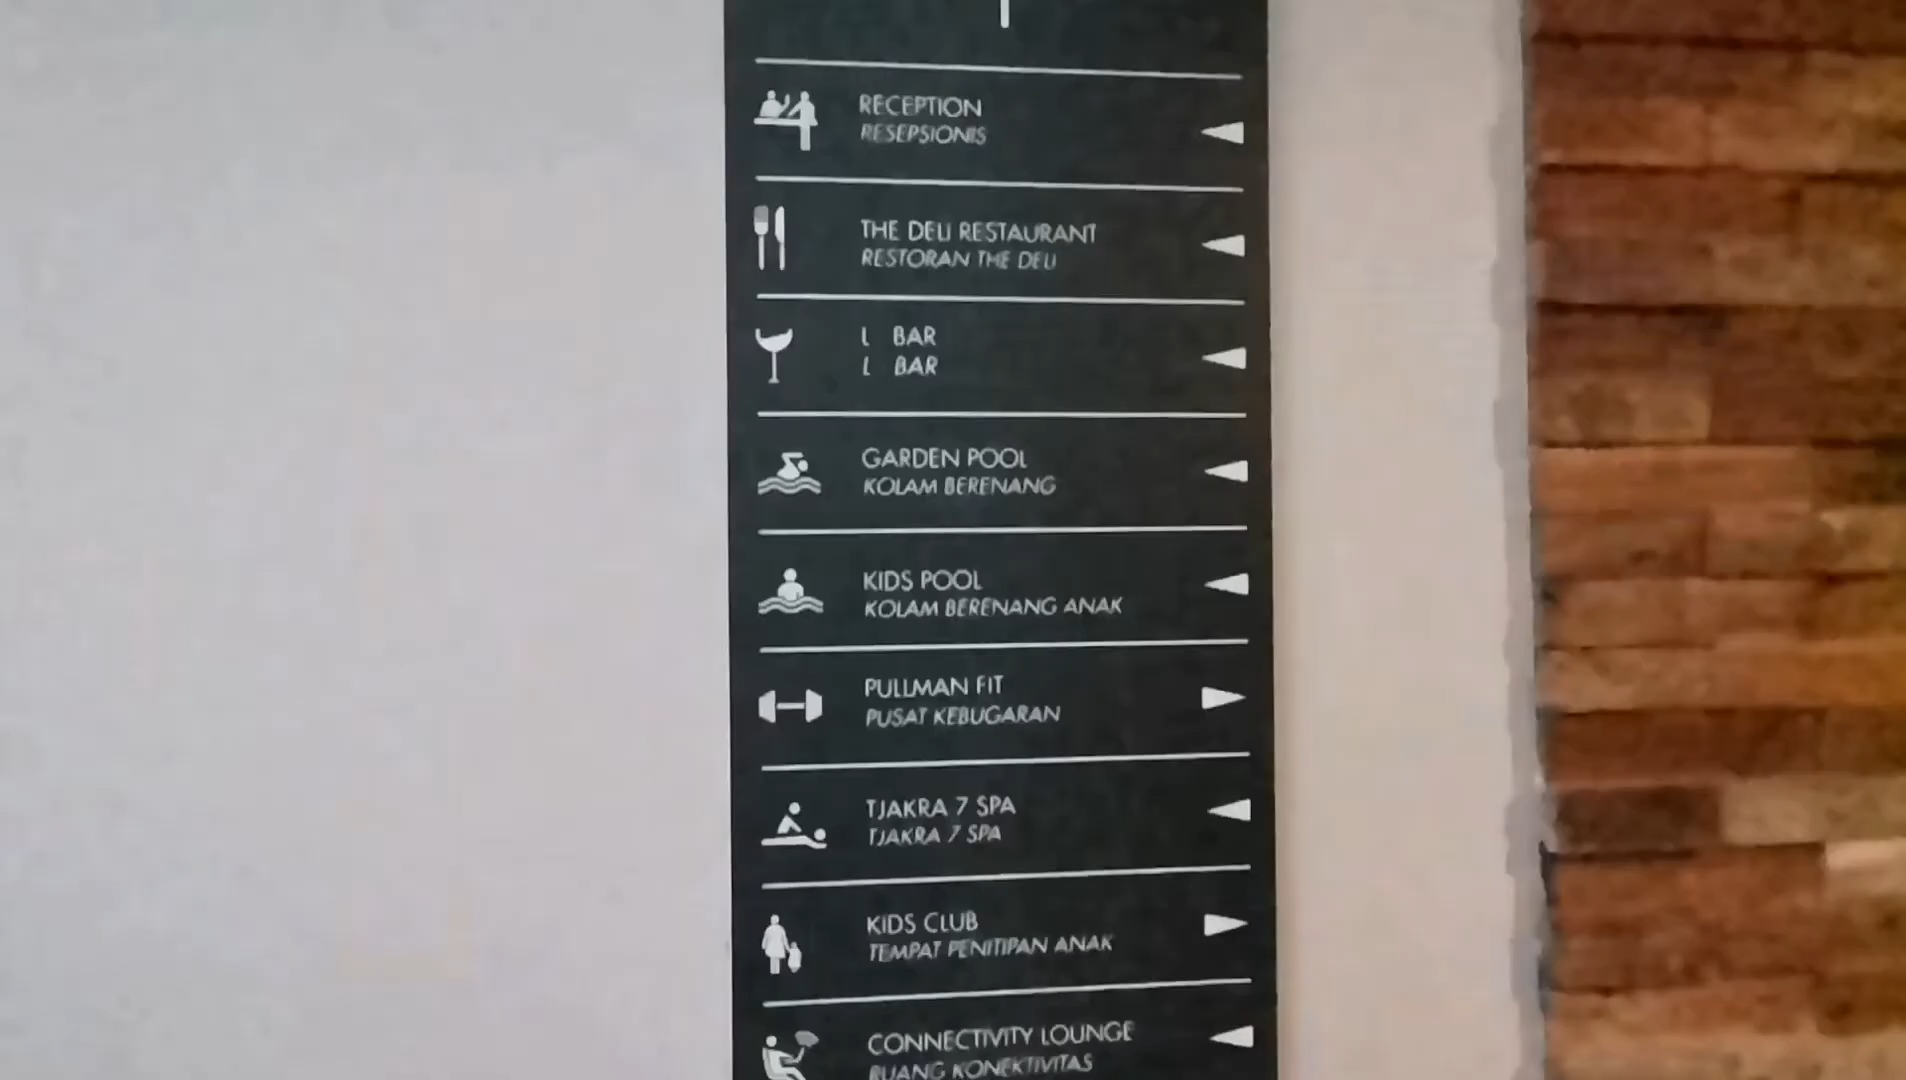 RECEPTION
RESEPSIONIS
THE DELI RESTAURANT
RESTORAN THE DELI
L BAR
L BAR
GARDEN POOL
KOLAM BERENANG
KIDS POOL
KOLAM BERENANG ANAK
PULLMAN FIT
PUSAT KEBUGARAN
TJAKRA 7 SPA
TJAKRA 7 SPA
KIDS CLUB
TEMPAT PENITIPAN ANAK
CONNECTIVITY LOUNGE
RUANG KONEKTIVITAS